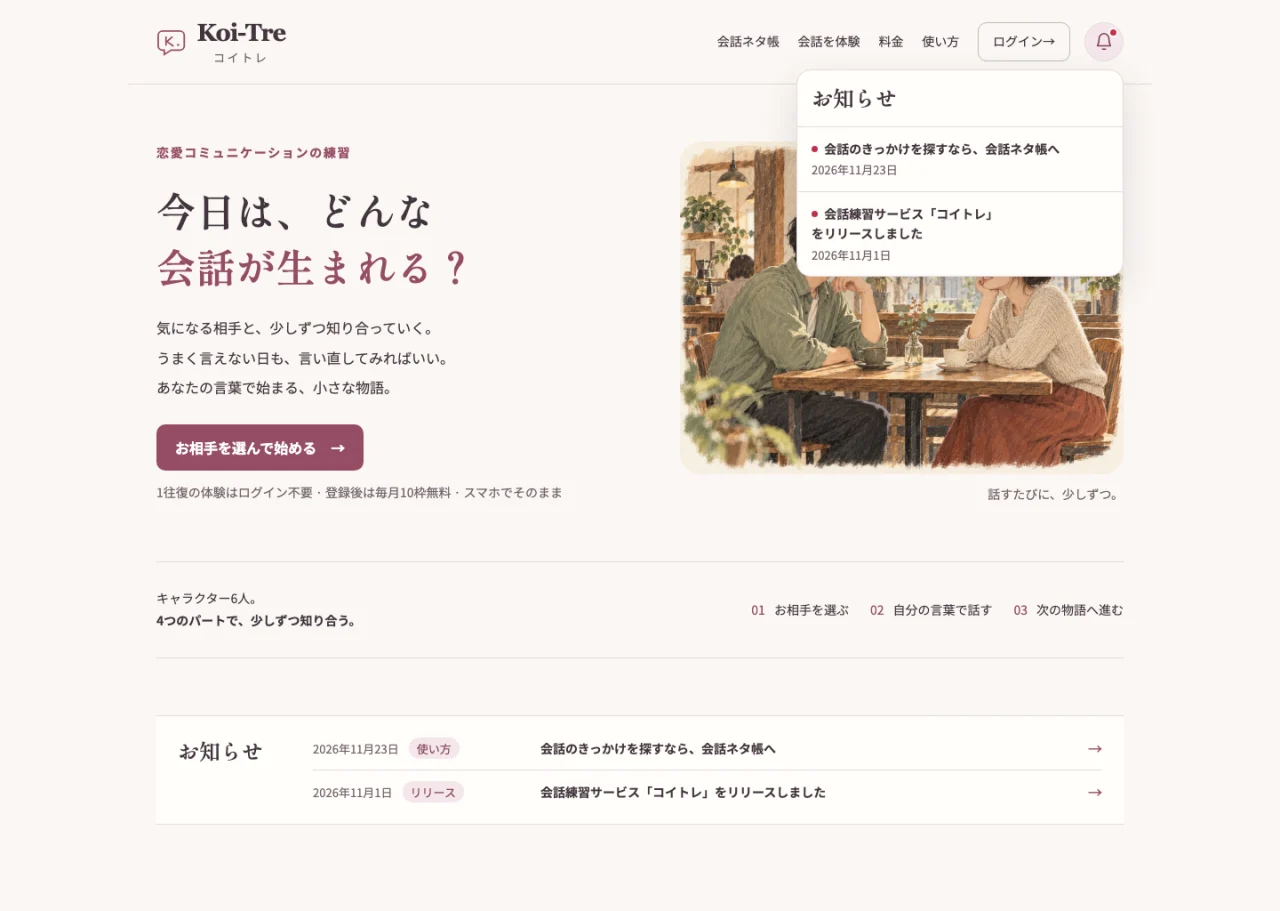 K.
Koi-Tre
コイトレ
会話ネタ帳
会話を体験
料金
使い方
ログイン→
お知らせ
会話のきっかけを探すなら、会話ネタ帳へ
2026年11月23日
会話練習サービス「コイトレ」
をリリースしました
2026年11月1日
恋愛コミュニケーションの練習
今日は、どんな
会話が生まれる？
気になる相手と、少しずつ知り合っていく。
うまく言えない日も、言い直してみればいい。
あなたの言葉で始まる、小さな物語。
お相手を選んで始める →
1往復の体験はログイン不要 · 登録後は毎月10枠無料 · スマホでそのまま
話すたびに、少しずつ。
キャラクター6人。
4つのパートで、少しずつ知り合う。
01 お相手を選ぶ
02 自分の言葉で話す
03 次の物語へ進む
お知らせ
2026年11月23日 使い方 会話のきっかけを探すなら、会話ネタ帳へ →
2026年11月1日 リリース 会話練習サービス「コイトレ」をリリースしました →